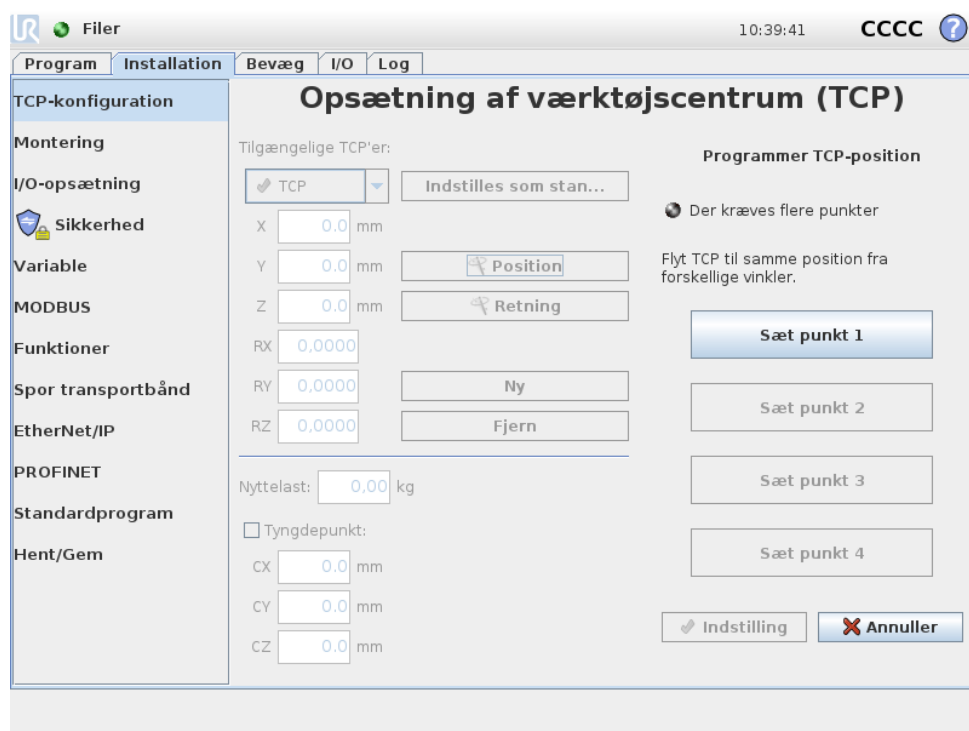 UR Filer 10:39:41 CCCC ?
Program Installation Bevæg I/O Log
TCP-konfiguration
Montering
I/O-opsætning
Sikkerhed
Variable
MODBUS
Funktioner
Spor transportbånd
EtherNet/IP
PROFINET
Standardprogram
Hent/Gem
Opsætning af værktøjscentrum (TCP)
Tilgængelige TCP'er:
TCP Indstilles som stan...
X 0.0 mm
Y 0.0 mm Position
Z 0.0 mm Retning
RX 0,0000
RY 0,0000 Ny
RZ 0,0000 Fjern
Nyttelast: 0,00 kg
Tyngdepunkt:
CX 0.0 mm
CY 0.0 mm
CZ 0.0 mm
Programmer TCP-position
Der kræves flere punkter
Flyt TCP til samme position fra
forskellige vinkler.
Sæt punkt 1
Sæt punkt 2
Sæt punkt 3
Sæt punkt 4
Indstilling Annuller